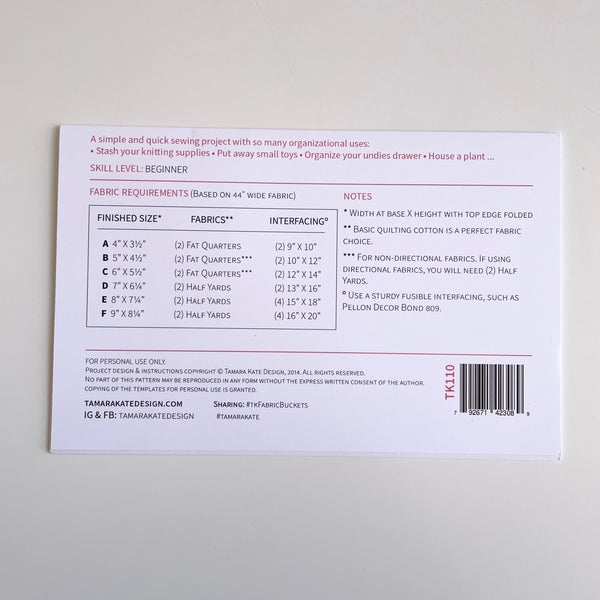 A simple and quick sewing project with so many organizational uses:
• Stash your knitting supplies • Put away small toys • Organize your undies drawer • House a plant ...
SKILL LEVEL: BEGINNER
FABRIC REQUIREMENTS (BASED ON 44" WIDE FABRIC)
FINISHED SIZE* FABRICS** INTERFACING°
A 4" X 3½" (2) FAT QUARTERS (2) 9" X 10"
B 5" X 4½" (2) FAT QUARTERS*** (2) 10" X 12"
C 6" X 5½" (2) FAT QUARTERS*** (2) 12" X 14"
D 7" X 6¼" (2) HALF YARDS (2) 13" X 16"
E 8" X 7¼" (2) HALF YARDS (4) 15" X 18"
F 9" X 8¼" (2) HALF YARDS (4) 16" X 20"
NOTES
* WIDTH AT BASE X HEIGHT WITH TOP EDGE FOLDED
** BASIC QUILTING COTTON IS A PERFECT FABRIC
CHOICE.
*** FOR NON-DIRECTIONAL FABRICS. IF USING
DIRECTIONAL FABRICS, YOU WILL NEED (2) HALF
YARDS.
° USE A STURDY FUSIBLE INTERFACING, SUCH AS
PELLON DECOR BOND 809.
FOR PERSONAL USE ONLY.
PROJECT DESIGN & INSTRUCTIONS COPYRIGHT © TAMARA KATE DESIGN, 2014. ALL RIGHTS RESERVED.
NO PART OF THIS PATTERN MAY BE REPRODUCED IN ANY FORM WITHOUT THE EXPRESS WRITTEN CONSENT OF THE AUTHOR.
COPYING OF THE TEMPLATES FOR PERSONAL USE IS GRANTED.
TAMARAKATEDESIGN.COM SHARING: #TKFABRICBUCKETS
IG & FB: TAMARAKATEDESIGN #TAMARAKATE
TK110
7 92671 42308 9